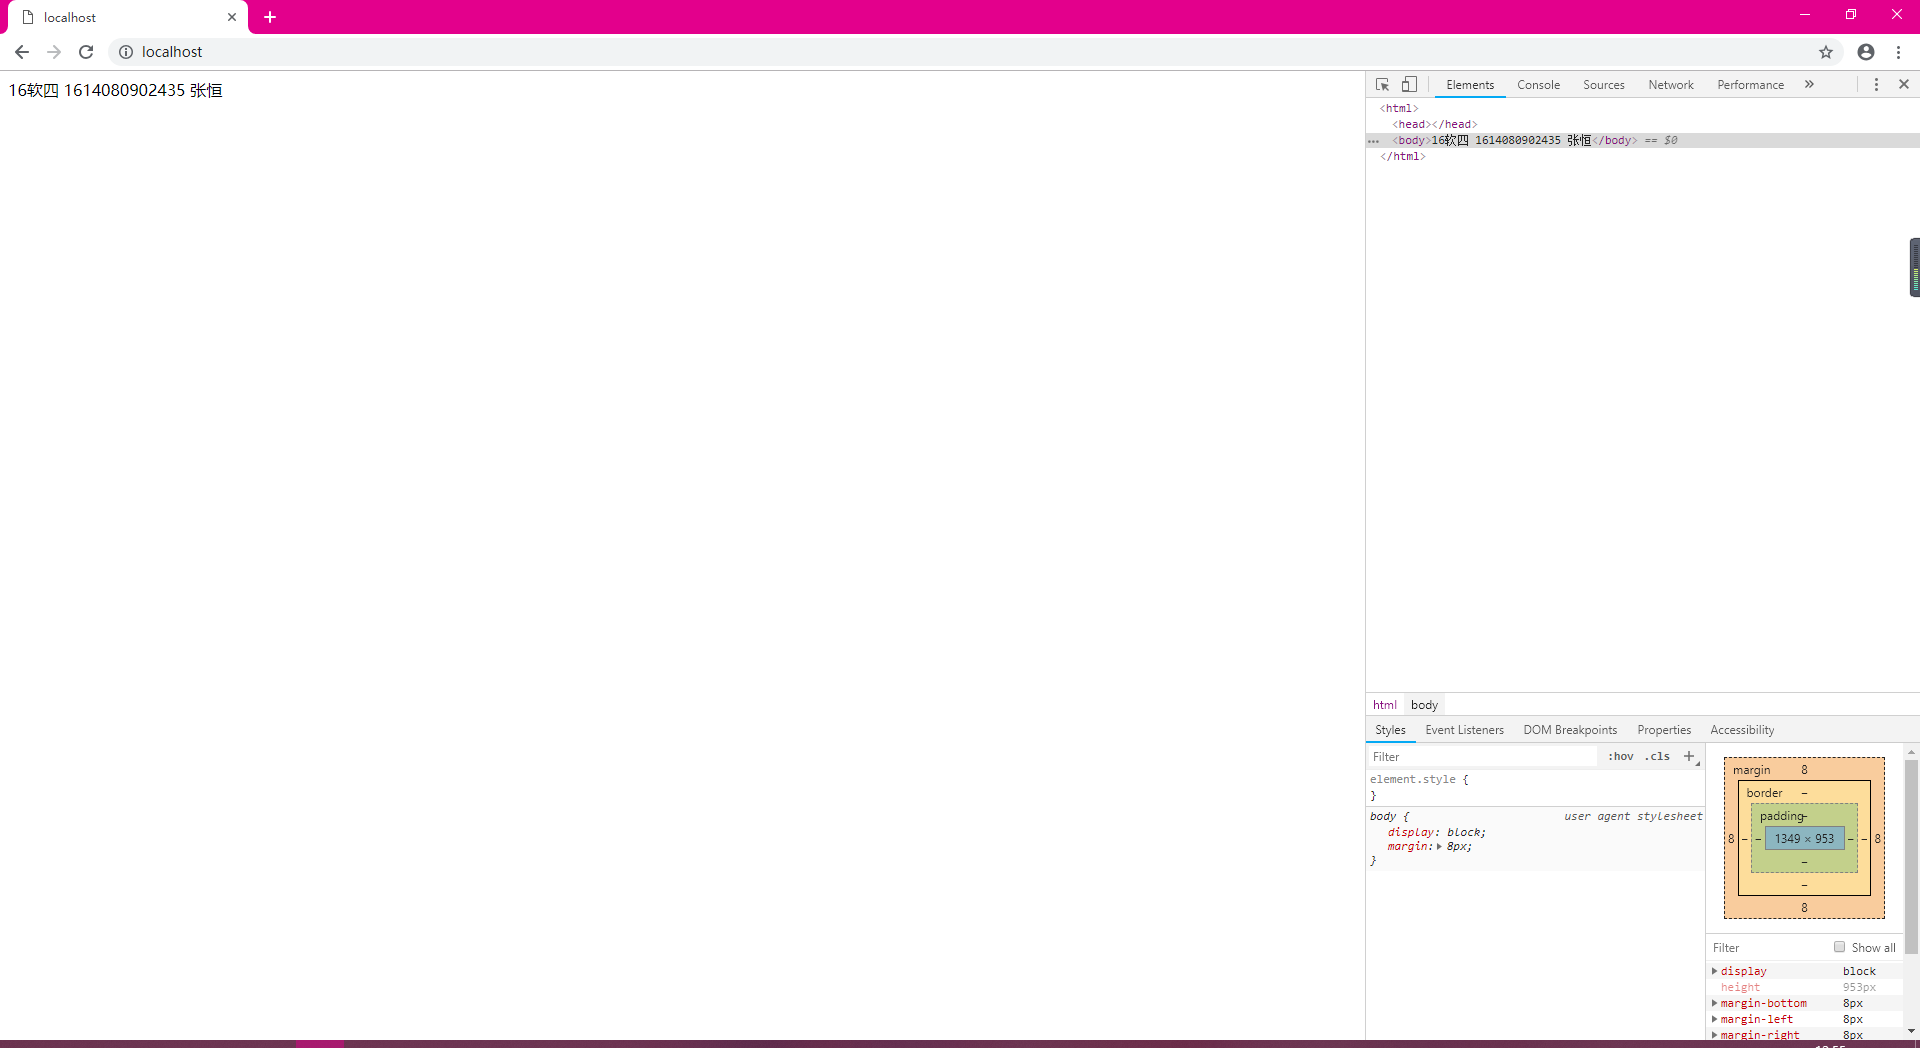 localhost
localhost
16软四 1614080902435 张恒
Elements Console Sources Network Performance »
<html>
<head></head>
<body>16软四 1614080902435 张恒</body> == $0
</html>
html body
Styles Event Listeners DOM Breakpoints Properties Accessibility
Filter :hov .cls +
element.style {
}
body { user agent stylesheet
display: block;
margin: 8px;
}
margin 8
border –
padding –
8 – – 1349 × 953 – – 8
–
–
8
Filter Show all
display block
height 953px
margin-bottom 8px
margin-left 8px
margin-right 8px